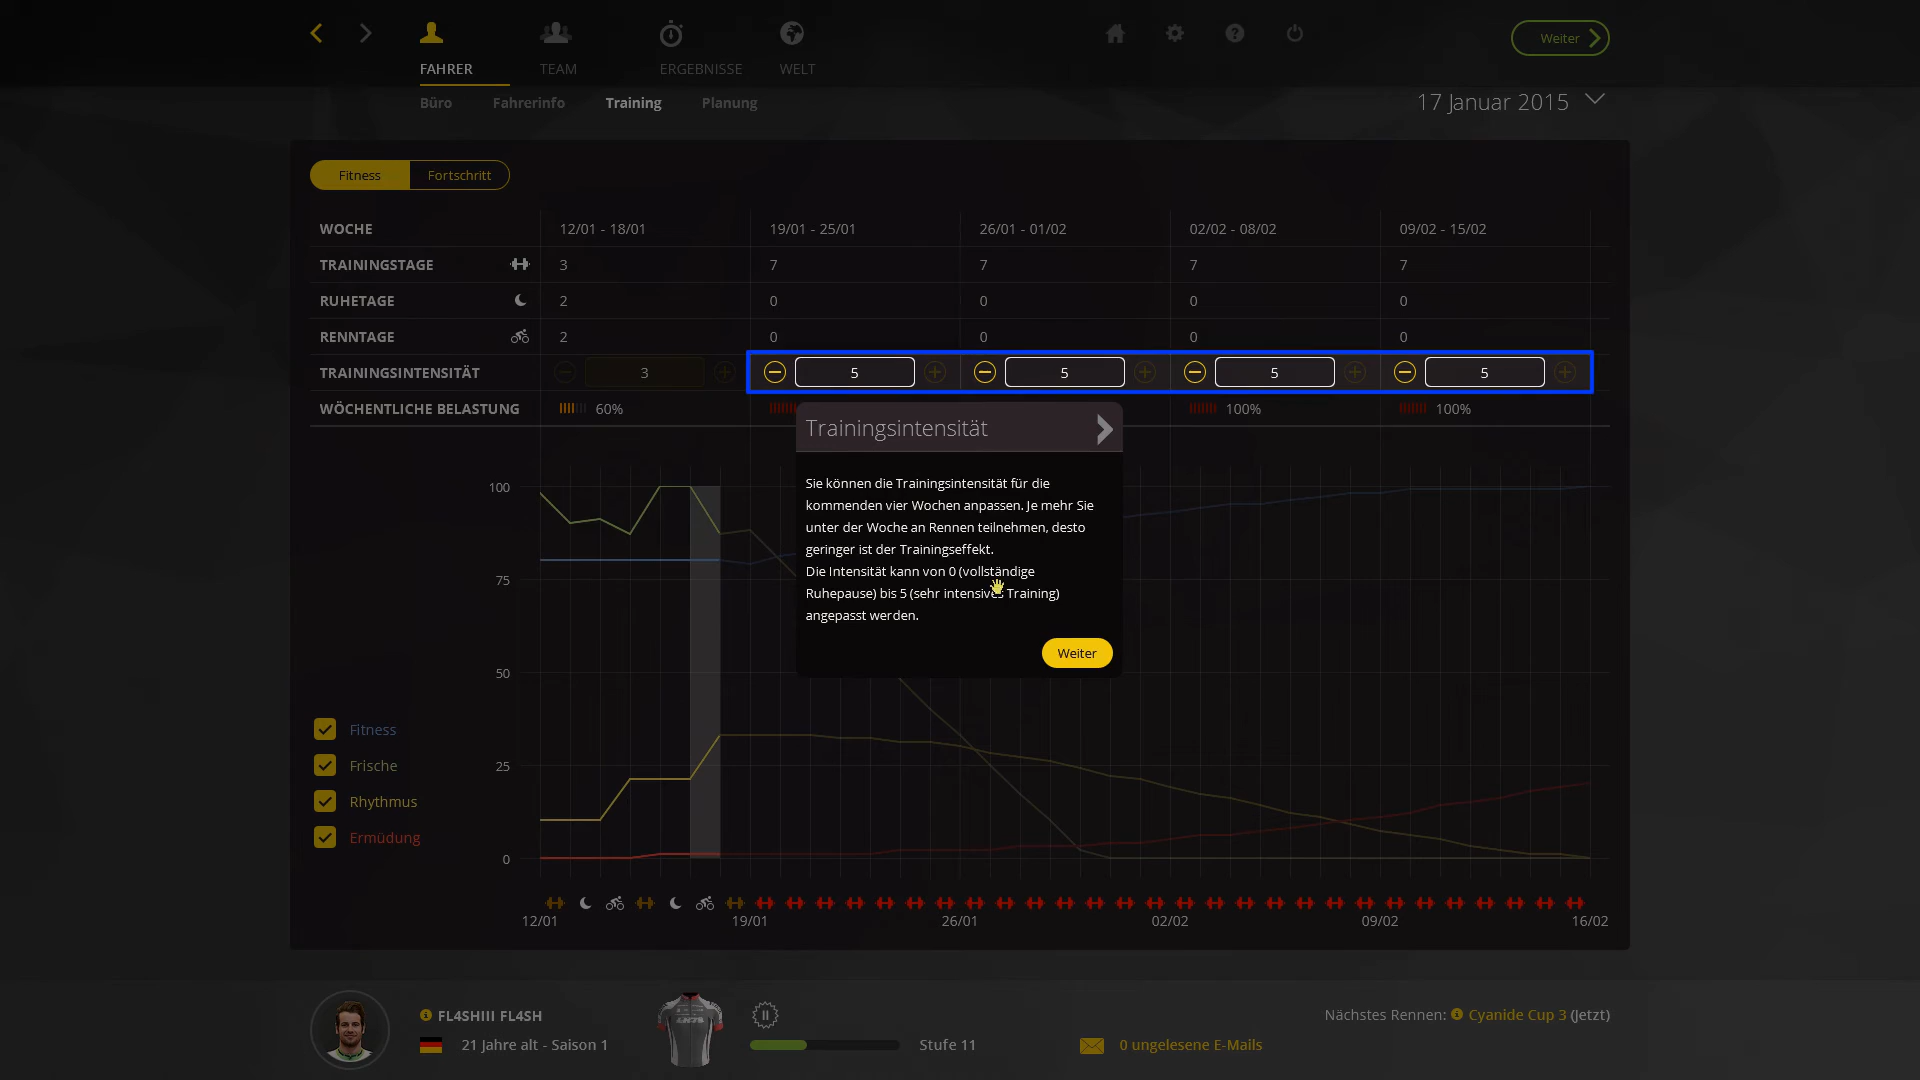 Weiter
FAHRER TEAM ERGEBNISSE WELT
Büro Fahrerinfo Training Planung
17 Januar 2015
Fitness Fortschritt
WOCHE 12/01 - 18/01 19/01 - 25/01 26/01 - 01/02 02/02 - 08/02 09/02 - 15/02
TRAININGSTAGE 3 7 7 7 7
RUHETAGE 2 0 0 0 0
RENNTAGE 2 0 0 0 0
TRAININGSINTENSITÄT 3 5 5 5 5
WÖCHENTLICHE BELASTUNG 60% 100% 100%
Trainingsintensität
Sie können die Trainingsintensität für die
kommenden vier Wochen anpassen. Je mehr Sie
unter der Woche an Rennen teilnehmen, desto
geringer ist der Trainingseffekt.
Die Intensität kann von 0 (vollständige
Ruhepause) bis 5 (sehr intensives Training)
angepasst werden.
Weiter
100
75
50
25
0
Fitness
Frische
Rhythmus
Ermüdung
12/01 19/01 26/01 02/02 09/02 16/02
FL4SHIII FL4SH
21 Jahre alt - Saison 1
Stufe 11
Nächstes Rennen: Cyanide Cup 3 (Jetzt)
0 ungelesene E-Mails